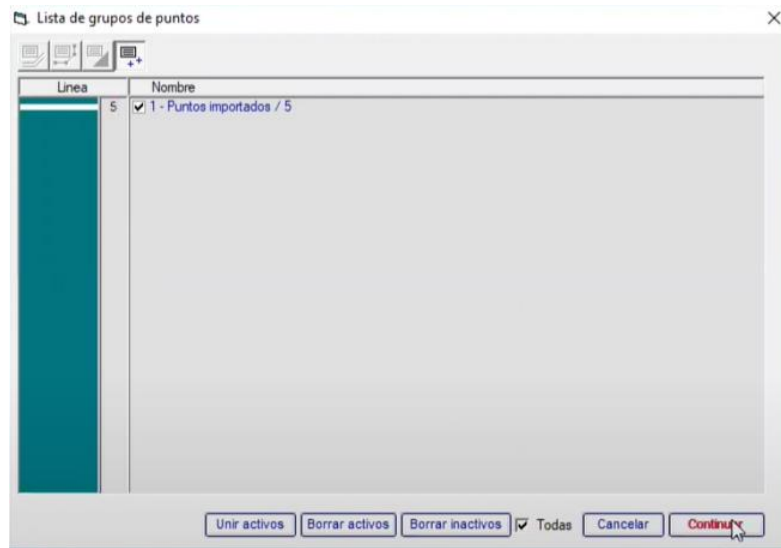 Lista de grupos de puntos
Linea Nombre
5 1 - Puntos importados / 5
Unir activos Borrar activos Borrar inactivos Todas Cancelar Continuar